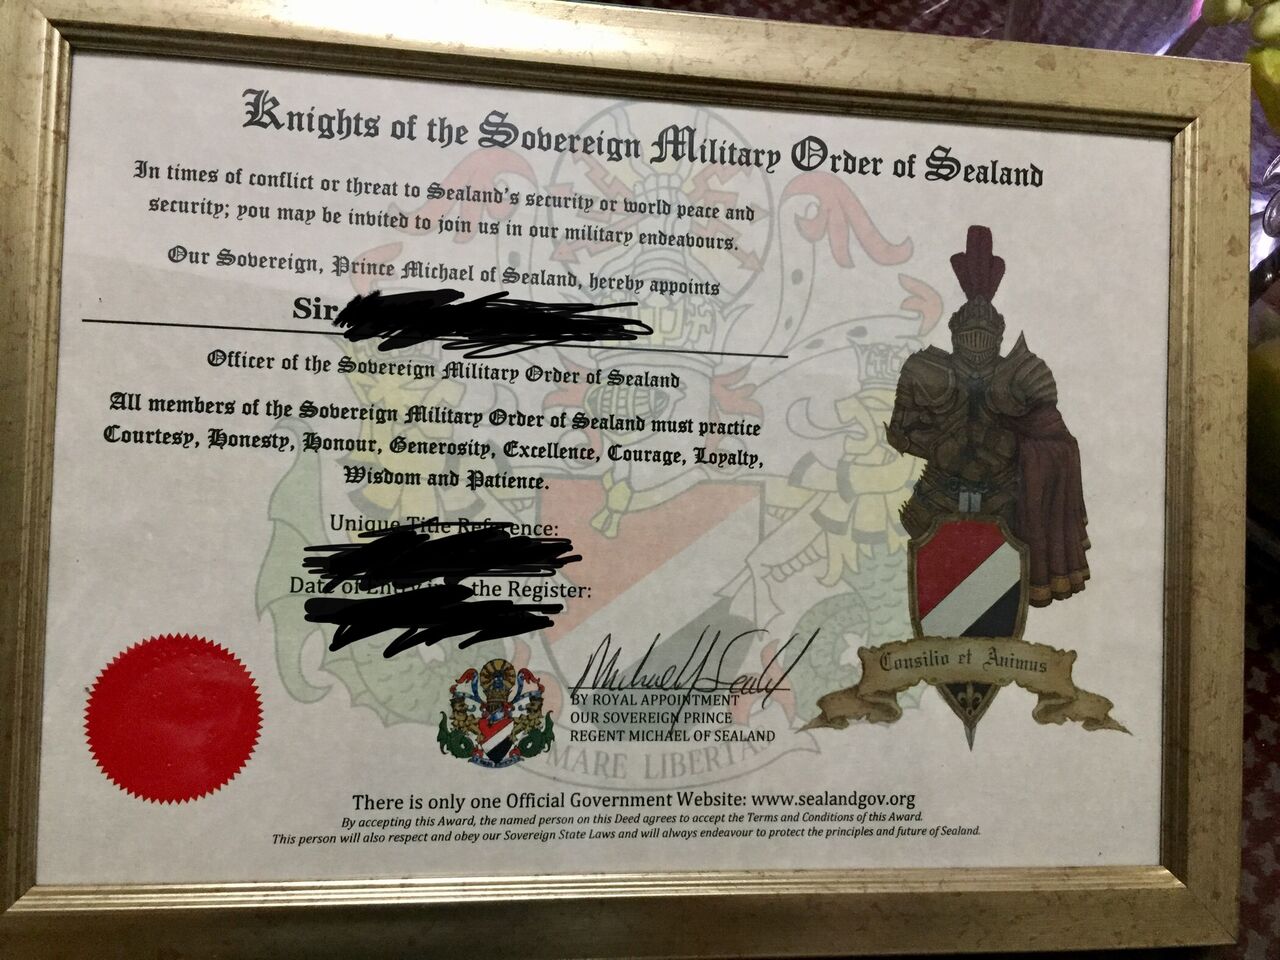 Knights of the Sovereign Military Order of Sealand
In times of conflict or threat to Sealand's security or world peace and
security; you may be invited to join us in our military endeavours.
Our Sovereign, Prince Michael of Sealand, hereby appoints
Sir
Officer of the Sovereign Military Order of Sealand
All members of the Sovereign Military Order of Sealand must practice
Courtesy, Honesty, Honour, Generosity, Excellence, Courage, Loyalty,
Wisdom and Patience.
Unique Title Reference:
Date of Entry in the Register:
Consilio et Animus
BY ROYAL APPOINTMENT
OUR SOVEREIGN PRINCE
REGENT MICHAEL OF SEALAND
MARE LIBERTAS
There is only one Official Government Website: www.sealandgov.org
By accepting this Award, the named person on this Deed agrees to accept the Terms and Conditions of this Award.
This person will also respect and obey our Sovereign State Laws and will always endeavour to protect the principles and future of Sealand.